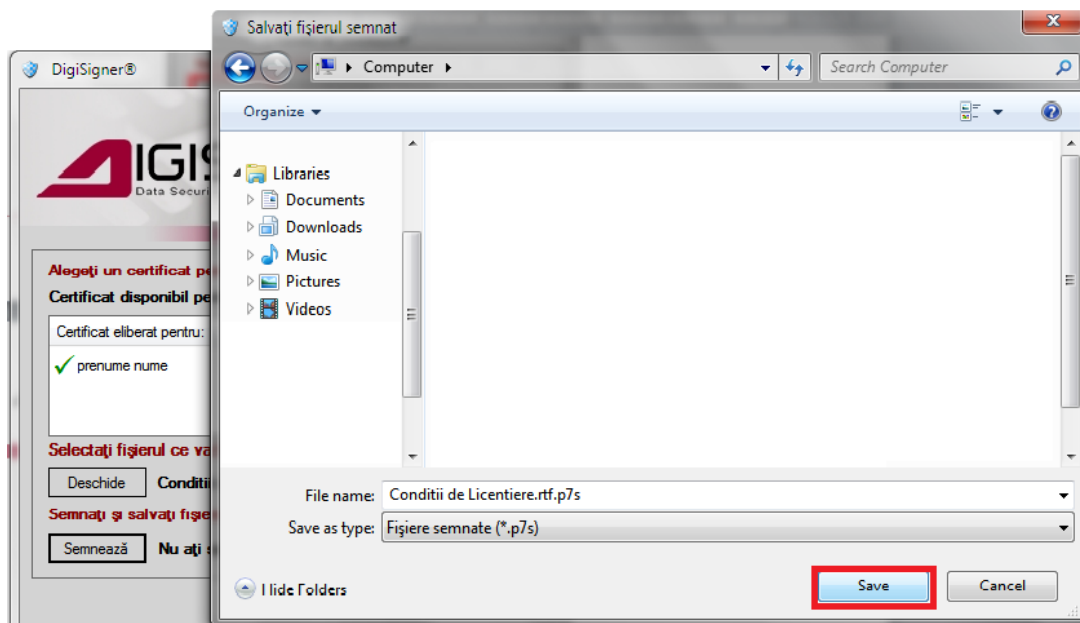 Salvați fișierul semnat
DigiSigner®
Computer
Search Computer
Organize
IGIS
Data Securi
Libraries
Documents
Downloads
Music
Pictures
Videos
Alegeți un certificat pe
Certificat disponibil pe
Certificat eliberat pentru:
prenume nume
Selectați fișierul ce va
Deschide Conditii
Semnați și salvați fișie
Semnează Nu ați s
File name: Conditii de Licentiere.rtf.p7s
Save as type: Fișiere semnate (*.p7s)
Hide Folders
Save Cancel